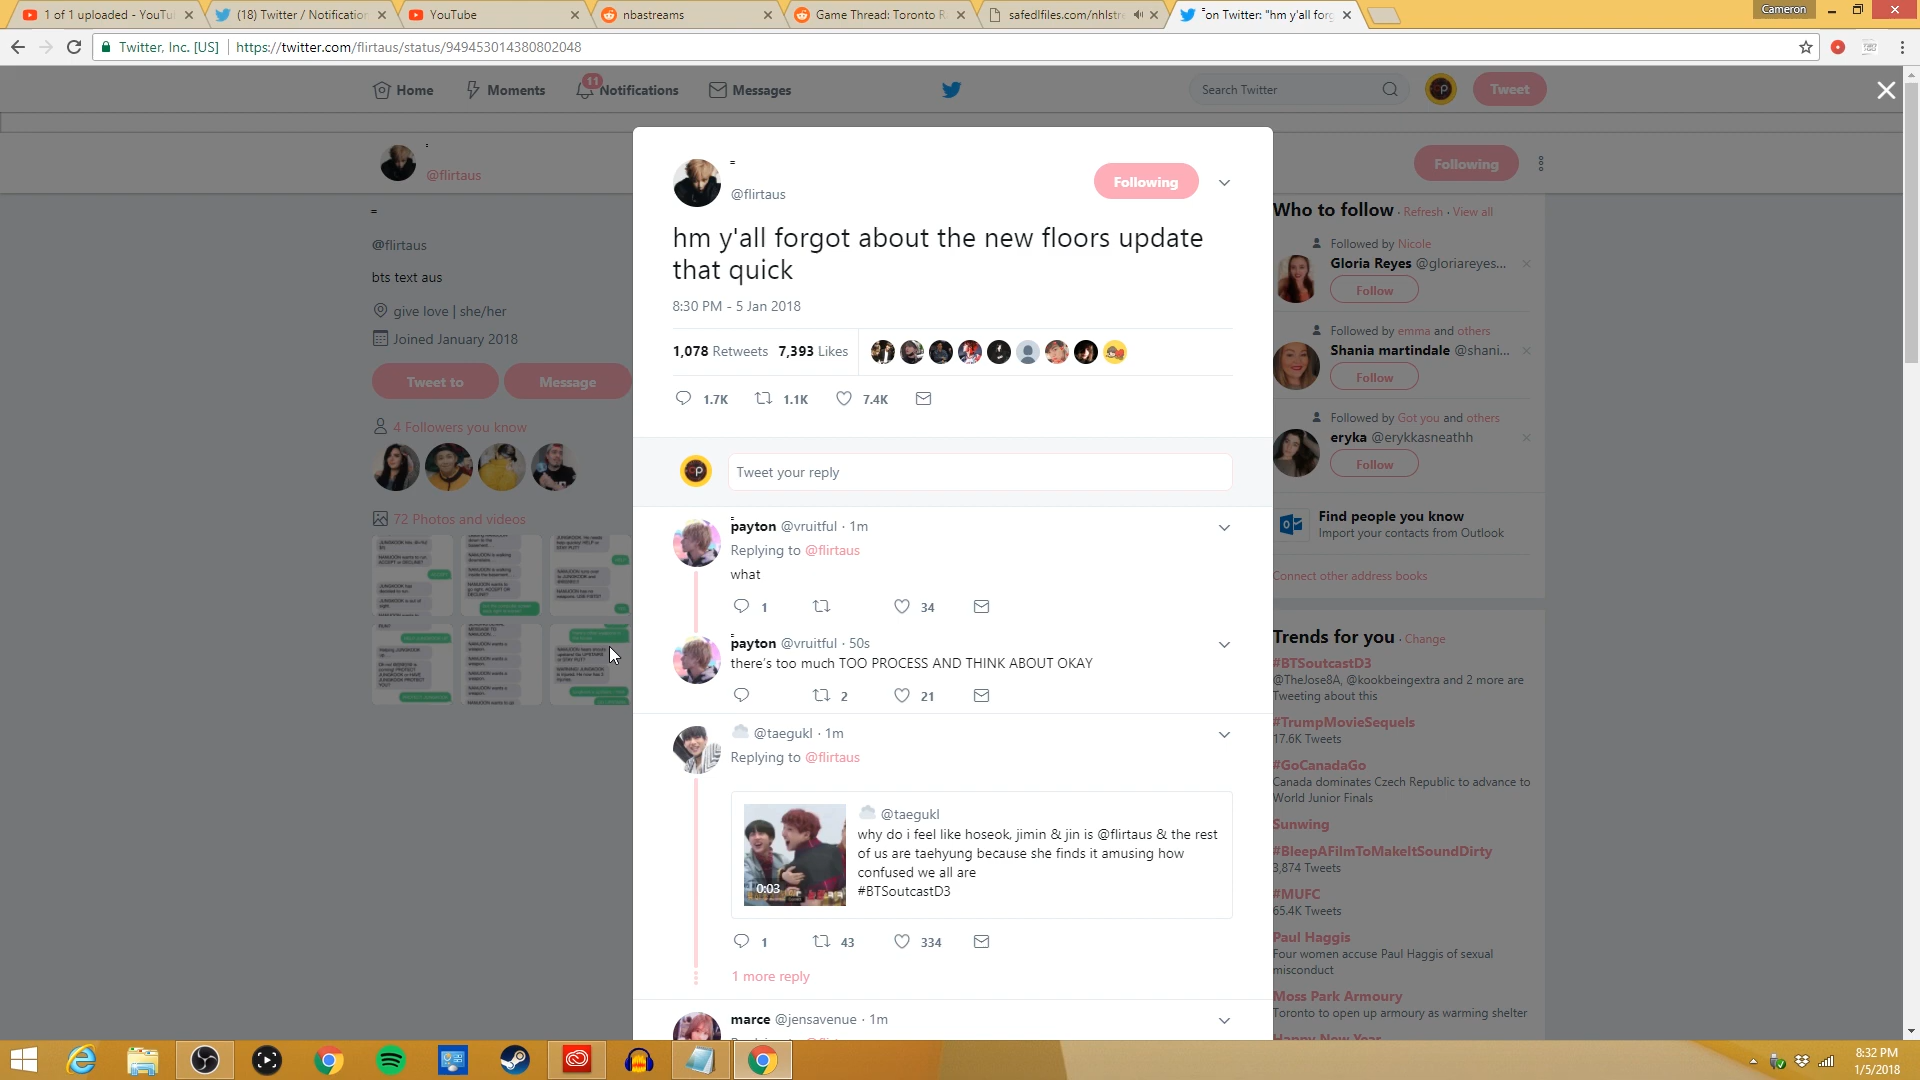 1 of 1 uploaded - YouTu
(18) Twitter / Notification
YouTube
nbastreams
Game Thread: Toronto R
safedlfiles.com/nhlstre
on Twitter: "hm y'all forg
Cameron
Twitter, Inc. [US]
https://twitter.com/flirtaus/status/949453014380802048
Home
Moments
11
Notifications
Messages
Search Twitter
Tweet
@flirtaus
Following
@flirtaus
bts text aus
give love | she/her
Joined January 2018
Tweet to
Message
4 Followers you know
72 Photos and videos
@flirtaus
Following
hm y'all forgot about the new floors update
that quick
8:30 PM - 5 Jan 2018
1,078 Retweets 7,393 Likes
1.7K 1.1K 7.4K
Tweet your reply
payton @vruitful · 1m
Replying to @flirtaus
what
1 34
payton @vruitful · 50s
there's too much TOO PROCESS AND THINK ABOUT OKAY
2 21
@taegukl · 1m
Replying to @flirtaus
0:03
@taegukl
why do i feel like hoseok, jimin & jin is @flirtaus & the rest
of us are taehyung because she finds it amusing how
confused we all are
#BTSoutcastD3
1 43 334
1 more reply
marce @jensavenue · 1m
Who to follow · Refresh · View all
Followed by Nicole
Gloria Reyes @gloriareyes...
Follow
Followed by emma and others
Shania martindale @shani...
Follow
Followed by Got you and others
eryka @erykkasneathh
Follow
Find people you know
Import your contacts from Outlook
Connect other address books
Trends for you · Change
#BTSoutcastD3
@TheJose8A, @kookbeingextra and 2 more are
Tweeting about this
#TrumpMovieSequels
17.6K Tweets
#GoCanadaGo
Canada dominates Czech Republic to advance to
World Junior Finals
Sunwing
#BleepAFilmToMakeItSoundDirty
3,874 Tweets
#MUFC
65.4K Tweets
Paul Haggis
Four women accuse Paul Haggis of sexual
misconduct
Moss Park Armoury
Toronto to open up armoury as warming shelter
Happy New Year
8:32 PM
1/5/2018